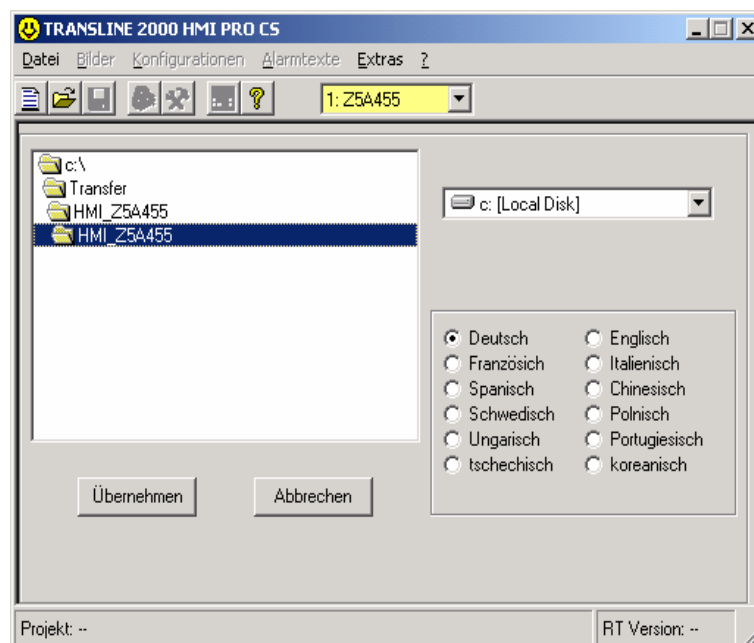 TRANSLINE 2000 HMI PRO CS
Datei Bilder Konfigurationen Alarmtexte Extras ?
1: Z5A455
c:\
Transfer
HMI_Z5A455
HMI_Z5A455
c: [Local Disk]
Deutsch Englisch
Französich Italienisch
Spanisch Chinesisch
Schwedisch Polnisch
Ungarisch Portugiesisch
tschechisch koreanisch
Übernehmen Abbrechen
Projekt: -- RT Version: --